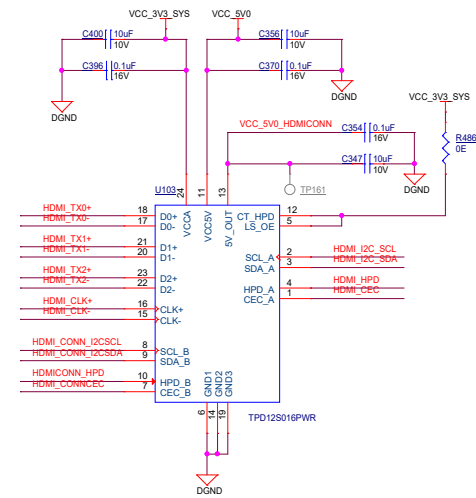 VCC_3V3_SYS
VCC_5V0
C400 10uF
10V
C356 10uF
10V
C396 0.1uF
16V
C370 0.1uF
16V
DGND
DGND
VCC_3V3_SYS
VCC_5V0_HDMICONN
C354 0.1uF
16V
R486
0E
C347 10uF
10V
TP161
DGND
U103
24
11
13
VCCA
VCC5V
5V_OUT
HDMI_TX0+ 18 D0+
HDMI_TX0- 17 D0-
CT_HPD 12
LS_OE 5
HDMI_TX1+ 21 D1+
HDMI_TX1- 20 D1-
SCL_A 2 HDMI_I2C_SCL
SDA_A 3 HDMI_I2C_SDA
HDMI_TX2+ 23 D2+
HDMI_TX2- 22 D2-
HPD_A 4 HDMI_HPD
CEC_A 1 HDMI_CEC
HDMI_CLK+ 16 CLK+
HDMI_CLK- 15 CLK-
HDMI_CONN_I2CSCL 8 SCL_B
HDMI_CONN_I2CSDA 9 SDA_B
HDMICONN_HPD 10 HPD_B
HDMI_CONNCEC 7 CEC_B
GND1
GND2
GND3
6
14
19
TPD12S016PWR
DGND